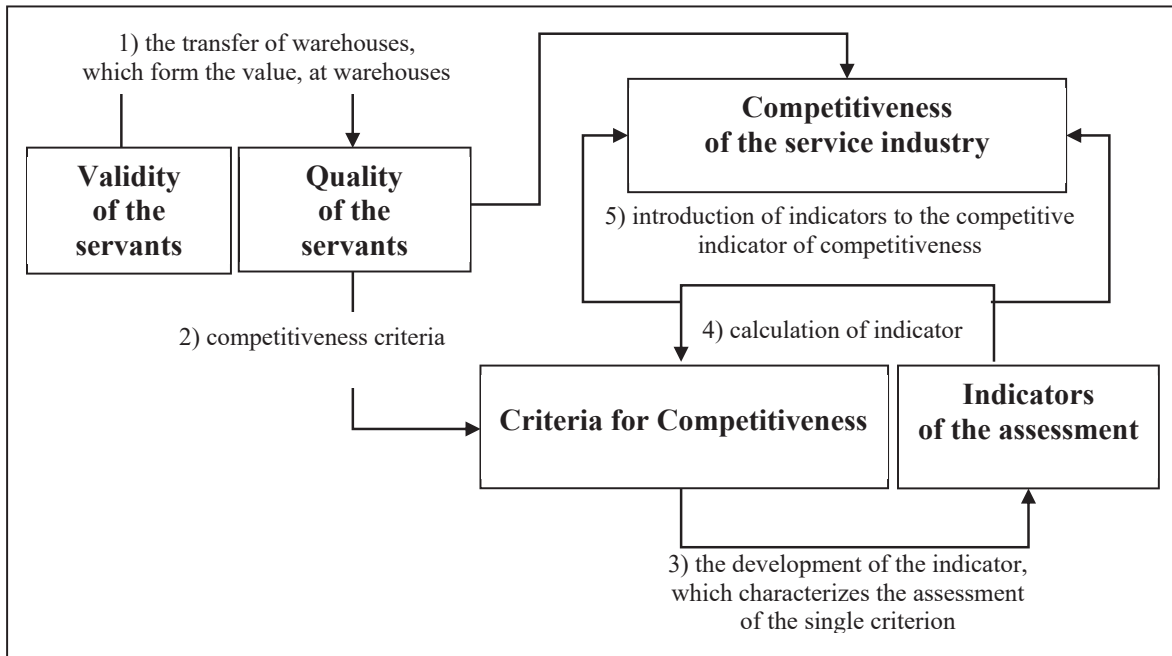 1) the transfer of warehouses,
which form the value, at warehouses
Validity
of the
servants
Quality
of the
servants
Competitiveness
of the service industry
5) introduction of indicators to the competitive
indicator of competitiveness
2) competitiveness criteria
4) calculation of indicator
Criteria for Competitiveness
Indicators
of the assessment
3) the development of the indicator,
which characterizes the assessment
of the single criterion